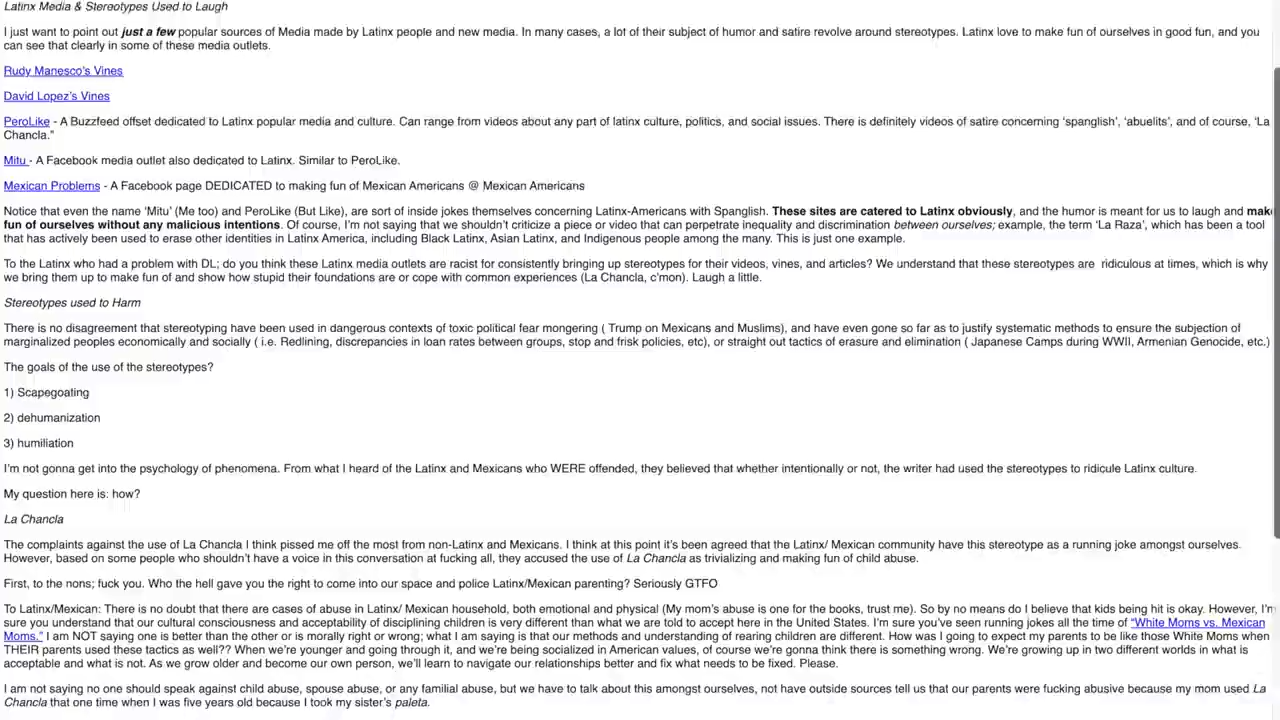 Latinx Media & Stereotypes Used to Laugh
I just want to point out just a few popular sources of Media made by Latinx people and new media. In many cases, a lot of their subject of humor and satire revolve around stereotypes. Latinx love to make fun of ourselves in good fun, and you
can see that clearly in some of these media outlets.
Rudy Manesco's Vines
David Lopez's Vines
PeroLike - A Buzzfeed offset dedicated to Latinx popular media and culture. Can range from videos about any part of latinx culture, politics, and social issues. There is definitely videos of satire concerning 'spanglish', 'abuelits', and of course, 'La
Chancla."
Mitu - A Facebook media outlet also dedicated to Latinx. Similar to PeroLike.
Mexican Problems - A Facebook page DEDICATED to making fun of Mexican Americans @ Mexican Americans
Notice that even the name 'Mitu' (Me too) and PeroLike (But Like), are sort of inside jokes themselves concerning Latinx-Americans with Spanglish. These sites are catered to Latinx obviously, and the humor is meant for us to laugh and make
fun of ourselves without any malicious intentions. Of course, I'm not saying that we shouldn't criticize a piece or video that can perpetrate inequality and discrimination between ourselves; example, the term 'La Raza', which has been a tool
that has actively been used to erase other identities in Latinx America, including Black Latinx, Asian Latinx, and Indigenous people among the many. This is just one example.
To the Latinx who had a problem with DL; do you think these Latinx media outlets are racist for consistently bringing up stereotypes for their videos, vines, and articles? We understand that these stereotypes are ridiculous at times, which is why
we bring them up to make fun of and show how stupid their foundations are or cope with common experiences (La Chancla, c'mon). Laugh a little.
Stereotypes used to Harm
There is no disagreement that stereotyping have been used in dangerous contexts of toxic political fear mongering ( Trump on Mexicans and Muslims), and have even gone so far as to justify systematic methods to ensure the subjection of
marginalized peoples economically and socially ( i.e. Redlining, discrepancies in loan rates between groups, stop and frisk policies, etc), or straight out tactics of erasure and elimination ( Japanese Camps during WWII, Armenian Genocide, etc.)
The goals of the use of the stereotypes?
1) Scapegoating
2) dehumanization
3) humiliation
I'm not gonna get into the psychology of phenomena. From what I heard of the Latinx and Mexicans who WERE offended, they believed that whether intentionally or not, the writer had used the stereotypes to ridicule Latinx culture.
My question here is: how?
La Chancla
The complaints against the use of La Chancla I think pissed me off the most from non-Latinx and Mexicans. I think at this point it's been agreed that the Latinx/ Mexican community have this stereotype as a running joke amongst ourselves.
However, based on some people who shouldn't have a voice in this conversation at fucking all, they accused the use of La Chancla as trivializing and making fun of child abuse.
First, to the nons; fuck you. Who the hell gave you the right to come into our space and police Latinx/Mexican parenting? Seriously GTFO
To Latinx/Mexican: There is no doubt that there are cases of abuse in Latinx/ Mexican household, both emotional and physical (My mom's abuse is one for the books, trust me). So by no means do I believe that kids being hit is okay. However, I'm
sure you understand that our cultural consciousness and acceptability of disciplining children is very different than what we are told to accept here in the United States. I'm sure you've seen running jokes all the time of "White Moms vs. Mexican
Moms." I am NOT saying one is better than the other or is morally right or wrong; what I am saying is that our methods and understanding of rearing children are different. How was I going to expect my parents to be like those White Moms when
THEIR parents used these tactics as well?? When we're younger and going through it, and we're being socialized in American values, of course we're gonna think there is something wrong. We're growing up in two different worlds in what is
acceptable and what is not. As we grow older and become our own person, we'll learn to navigate our relationships better and fix what needs to be fixed. Please.
I am not saying no one should speak against child abuse, spouse abuse, or any familial abuse, but we have to talk about this amongst ourselves, not have outside sources tell us that our parents were fucking abusive because my mom used La
Chancla that one time when I was five years old because I took my sister's paleta.